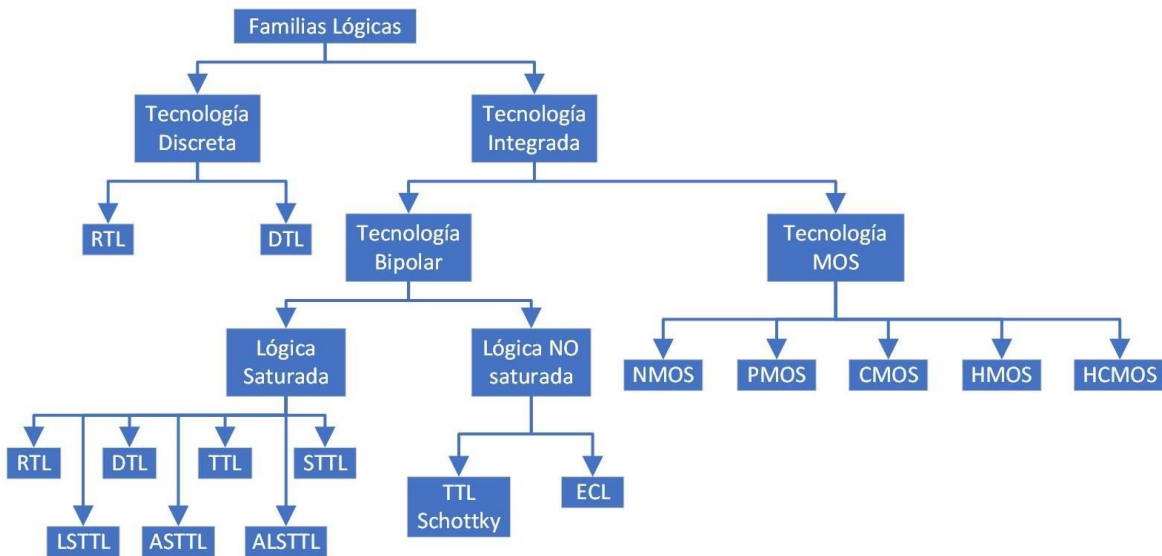 Familias Lógicas
Tecnología
Discreta
Tecnología
Integrada
RTL
DTL
Tecnología
Bipolar
Tecnología
MOS
Lógica
Saturada
Lógica NO
saturada
NMOS
PMOS
CMOS
HMOS
HCMOS
RTL
DTL
TTL
STTL
LSTTL
ASTTL
ALSTTL
TTL
Schottky
ECL